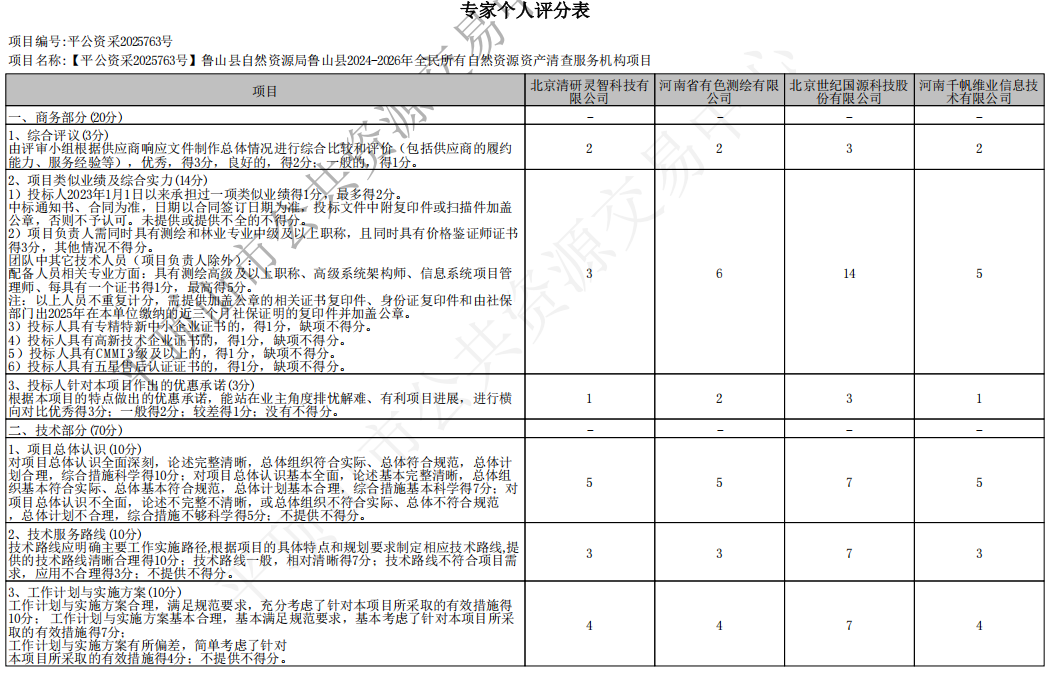 专家个人评分表
项目编号:平公资采2025763号
项目名称:【平公资采2025763号】鲁山县自然资源局鲁山县2024-2026年全民所有自然资源资产清查服务机构项目
项目
北京清研灵智科技有限公司
河南省有色测绘有限公司
北京世纪国源科技股份有限公司
河南千帆维业信息技术有限公司
一、商务部分(20分)
-
-
-
-
1、综合评议(3分)
由评审小组根据供应商响应文件制作总体情况进行综合比较和评价（包括供应商的履约
能力、服务经验等），优秀，得3分，良好的，得2分；一般的，得1分。
2
2
3
2
2、项目类似业绩及综合实力(14分)
1）投标人2023年1月1日以来承担过一项类似业绩得1分，最多得2分。
中标通知书、合同为准，日期以合同签订日期为准，投标文件中附复印件或扫描件加盖
公章，否则不予认可。未提供或提供不全的不得分。
2）项目负责人需同时具有测绘和林业专业中级及以上职称，且同时具有价格鉴证师证书
得3分，其他情况不得分。
团队中其它技术人员（项目负责人除外）：
配备人员相关专业方面：具有测绘高级及以上职称、高级系统架构师、信息系统项目管
理师、每具有一个证书得1分，最高得5分。
注：以上人员不重复计分，需提供加盖公章的相关证书复印件、身份证复印件和由社保
部门出2025年在本单位缴纳的近三个月社保证明的复印件并加盖公章。
3）投标人具有专精特新中小企业证书的，得1分，缺项不得分。
4）投标人具有高新技术企业证书的，得1分，缺项不得分。
5）投标人具有CMMI3级及以上的，得1分，缺项不得分。
6）投标人具有五星售后认证证书的，得1分，缺项不得分。
3
6
14
5
3、投标人针对本项目作出的优惠承诺(3分)
根据本项目的特点做出的优惠承诺，能站在业主角度排忧解难、有利项目进展，进行横
向对比优秀得3分；一般得2分；较差得1分；没有不得分。
1
2
3
1
二、技术部分(70分)
-
-
-
-
1、项目总体认识(10分)
对项目总体认识全面深刻，论述完整清晰，总体组织符合实际、总体符合规范，总体计
划合理，综合措施科学得10分；对项目总体认识基本全面，论述基本完整清晰，总体组
织基本符合实际、总体基本符合规范，总体计划基本合理，综合措施基本科学得7分；对
项目总体认识不全面，论述不完整不清晰，或总体组织不符合实际、总体不符合规范
，总体计划不合理，综合措施不够科学得5分；不提供不得分。
5
5
7
5
2、技术服务路线(10分)
技术路线应明确主要工作实施路径,根据项目的具体特点和规划要求制定相应技术路线,提
供的技术路线清晰合理得10分；技术路线一般，相对清晰得7分；技术路线不符合项目需
求，应用不合理得3分；不提供不得分。
3
3
7
3
3、工作计划与实施方案(10分)
工作计划与实施方案合理，满足规范要求，充分考虑了针对本项目所采取的有效措施得
10分； 工作计划与实施方案基本合理，基本满足规范要求，基本考虑了针对本项目所采
取的有效措施得7分；
工作计划与实施方案有所偏差，简单考虑了针对
本项目所采取的有效措施得4分；不提供不得分。
4
4
7
4
平顶山市公共资源交易中心